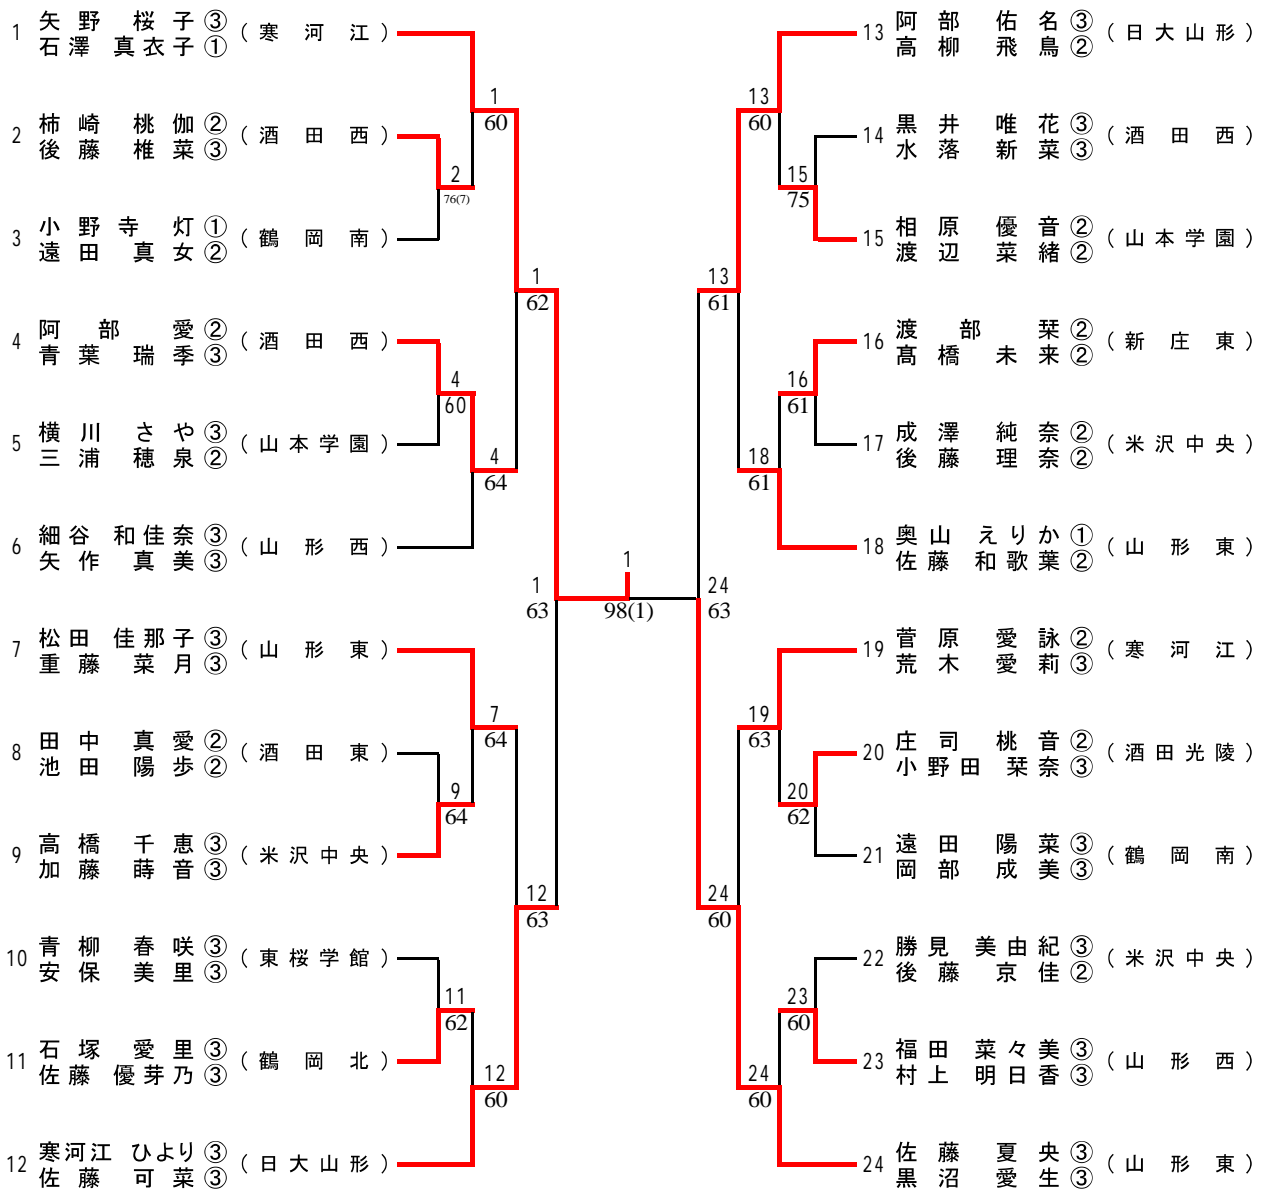 1 矢野 桜子 ③ (寒河江)
石澤 真衣子 ①
2 柿崎 桃伽 ② (酒田西)
後藤 椎菜 ③
3 小野寺 灯 ① (鶴岡南)
遠田 真女 ②
4 阿部 愛 ② (酒田西)
青葉 瑞季 ③
5 横川 さや ③ (山本学園)
三浦 穂泉 ②
6 細谷 和佳奈 ③ (山形西)
矢作 真美 ③
7 松田 佳那子 ③ (山形東)
重藤 菜月 ③
8 田中 真愛 ② (酒田東)
池田 陽歩 ②
9 高橋 千恵 ③ (米沢中央)
加藤 蒔音 ③
10 青柳 春咲 ③ (東桜学館)
安保 美里 ③
11 石塚 愛里 ③ (鶴岡北)
佐藤 優芽乃 ③
12 寒河江 ひより ③ (日大山形)
佐藤 可菜 ③
1
60
2
76(7)
1
62
4
60
4
64
1
63
7
64
9
64
12
63
11
62
12
60
1
98(1)
13
60
15
75
13
61
16
61
18
61
24
63
19
63
20
62
24
60
23
60
24
60
13 阿部 佑名 ③ (日大山形)
高柳 飛鳥 ②
14 黒井 唯花 ③ (酒田西)
水落 新菜 ③
15 相原 優音 ② (山本学園)
渡辺 菜緒 ②
16 渡部 栞 ② (新庄東)
髙橋 未来 ②
17 成澤 純奈 ② (米沢中央)
後藤 理奈 ②
18 奥山 えりか ① (山形東)
佐藤 和歌葉 ②
19 菅原 愛詠 ② (寒河江)
荒木 愛莉 ③
20 庄司 桃音 ② (酒田光陵)
小野田 栞奈 ③
21 遠田 陽菜 ③ (鶴岡南)
岡部 成美 ③
22 勝見 美由紀 ③ (米沢中央)
後藤 京佳 ②
23 福田 菜々美 ③ (山形西)
村上 明日香 ③
24 佐藤 夏央 ③ (山形東)
黒沼 愛生 ③